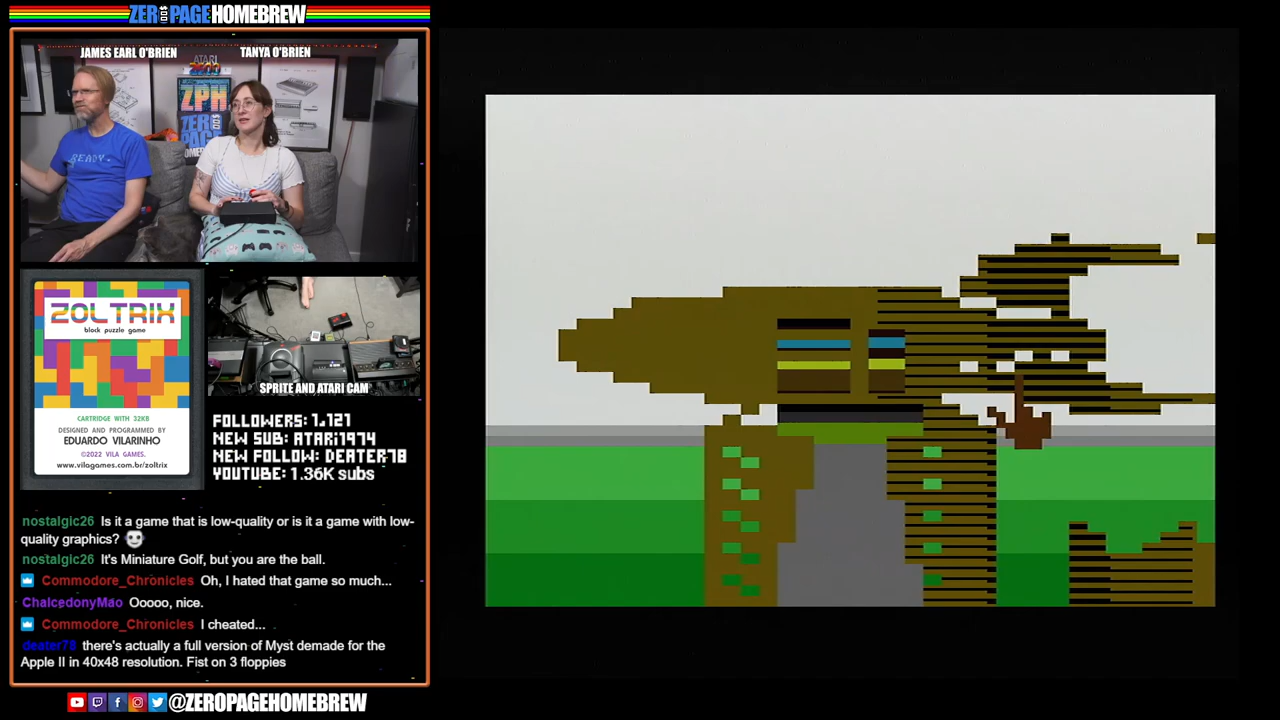 ZEROPAGE HOMEBREW
JAMES EARL O'BRIEN
TANYA O'BRIEN
ATARI
2600
ZPH
ZERO
PAGE
READY.
ZOLTRIX
block puzzle game
CARTRIDGE WITH 32KB
DESIGNED AND PROGRAMMED BY
EDUARDO VILARINHO
©2022 VILA GAMES.
www.vilagames.com.br/zoltrix
SPRITE AND ATARI CAM
FOLLOWERS: 1,121
NEW SUB: ATARI1974
NEW FOLLOW: DEATER78
YOUTUBE: 1.36K subs
nostalgic26 Is it a game that is low-quality or is it a game with low-
quality graphics?
nostalgic26 It's Miniature Golf, but you are the ball.
Commodore_Chronicles Oh, I hated that game so much...
ChalcedonyMao Ooooo, nice.
Commodore_Chronicles I cheated...
deater78 there's actually a full version of Myst demade for the
Apple II in 40x48 resolution. Fist on 3 floppies
@ZEROPAGEHOMEBREW